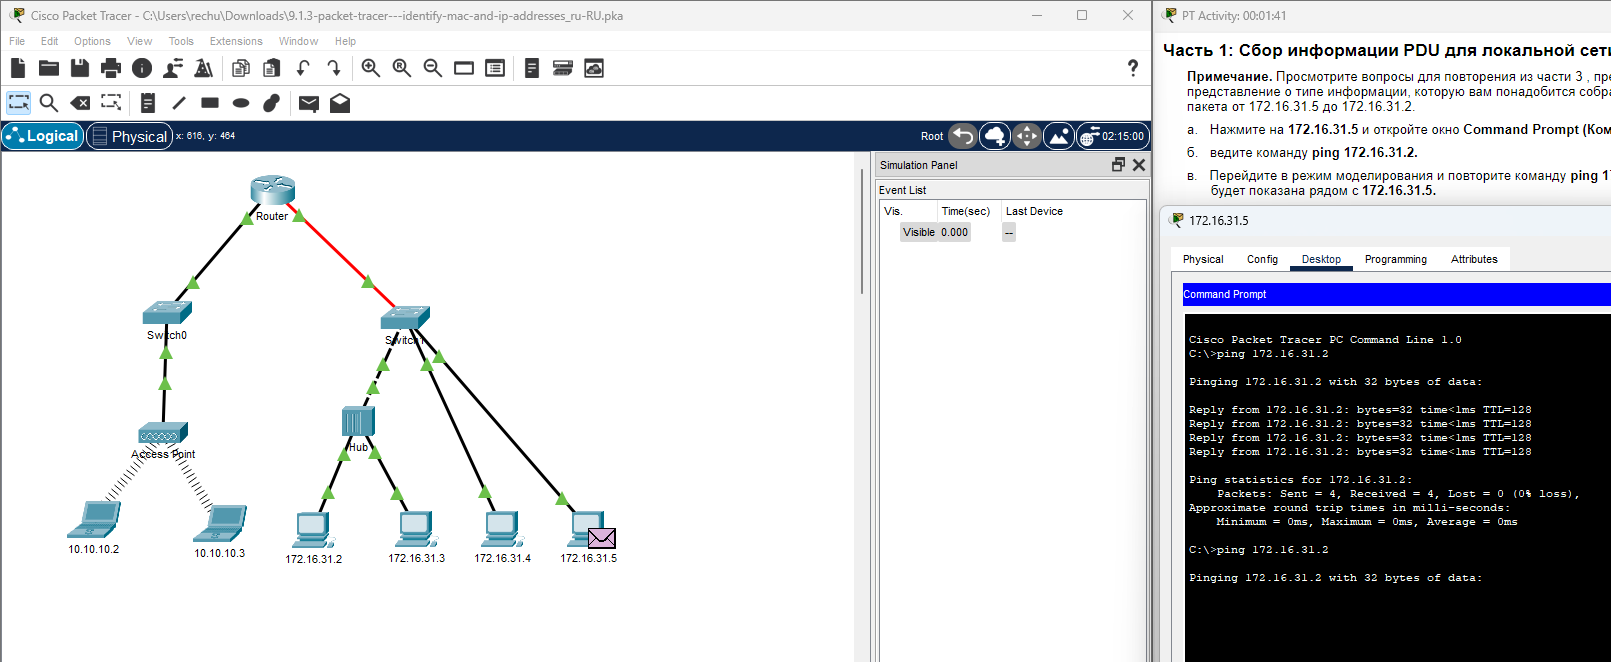 Cisco Packet Tracer - C:\Users\rechu\Downloads\9.1.3-packet-tracer---identify-mac-and-ip-addresses_ru-RU.pka
File Edit Options View Tools Extensions Window Help
Logical Physical x: 616, y: 464 Root 02:15:00
Router
Switch0
Switch1
Access Point
Hub
10.10.10.2
10.10.10.3
172.16.31.2
172.16.31.3
172.16.31.4
172.16.31.5
Simulation Panel
Event List
Vis. Time(sec) Last Device
Visible 0.000 --
PT Activity: 00:01:41
Часть 1: Сбор информации PDU для локальной сети
Примечание. Просмотрите вопросы для повторения из части 3 , пре
представление о типе информации, которую вам понадобится собра
пакета от 172.16.31.5 до 172.16.31.2.
а. Нажмите на 172.16.31.5 и откройте окно Command Prompt (Ком
б. ведите команду ping 172.16.31.2.
в. Перейдите в режим моделирования и повторите команду ping 17
будет показана рядом с 172.16.31.5.
172.16.31.5
Physical Config Desktop Programming Attributes
Command Prompt
Cisco Packet Tracer PC Command Line 1.0
C:\>ping 172.16.31.2
Pinging 172.16.31.2 with 32 bytes of data:
Reply from 172.16.31.2: bytes=32 time<1ms TTL=128
Reply from 172.16.31.2: bytes=32 time<1ms TTL=128
Reply from 172.16.31.2: bytes=32 time<1ms TTL=128
Reply from 172.16.31.2: bytes=32 time<1ms TTL=128
Ping statistics for 172.16.31.2:
Packets: Sent = 4, Received = 4, Lost = 0 (0% loss),
Approximate round trip times in milli-seconds:
Minimum = 0ms, Maximum = 0ms, Average = 0ms
C:\>ping 172.16.31.2
Pinging 172.16.31.2 with 32 bytes of data: